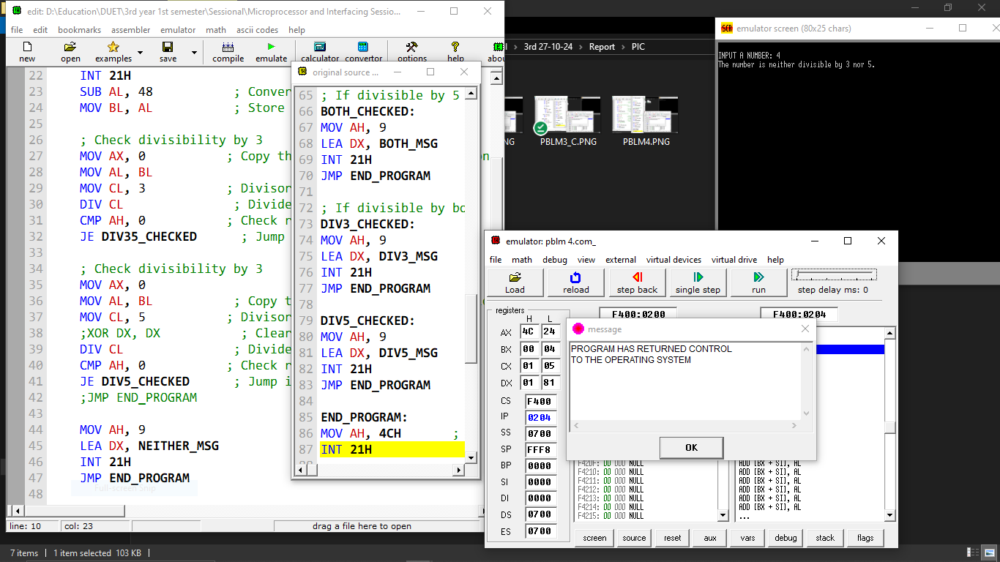 edit: D:\Education\DUET\3rd year 1st semester\Sessional\Microprocessor and Interfacing Sessio...
file edit bookmarks assembler emulator math ascii codes help
new open examples save compile emulate calculator convertor options help abou
22 INT 21H
23 SUB AL, 48 ; Conver
24 MOV BL, AL ; Store
25
26 ; Check divisibility by 3
27 MOV AX, 0 ; Copy th on
28 MOV AL, BL
29 MOV CL, 3 ; Divisor
30 DIV CL ; Divide
31 CMP AH, 0 ; Check r
32 JE DIV35_CHECKED ; Jump
33
34 ; Check divisibility by 3
35 MOV AX, 0
36 MOV AL, BL ; Copy t
37 MOV CL, 5 ; Divisor
38 ;XOR DX, DX ; Clear
39 DIV CL ; Divide
40 CMP AH, 0 ; Check r
41 JE DIV5_CHECKED ; Jump i
42 ;JMP END_PROGRAM
43
44 MOV AH, 9
45 LEA DX, NEITHER_MSG
46 INT 21H
47 JMP END_PROGRAM
48
Full-screen Snip
line: 10 col: 23 drag a file here to open
7 items 1 item selected 103 KB
original source ...
65 ; If divisible by 5
66 BOTH_CHECKED:
67 MOV AH, 9
68 LEA DX, BOTH_MSG
69 INT 21H
70 JMP END_PROGRAM
71
72 ; If divisible by bo
73 DIV3_CHECKED:
74 MOV AH, 9
75 LEA DX, DIV3_MSG
76 INT 21H
77 JMP END_PROGRAM
78
79 DIV5_CHECKED:
80 MOV AH, 9
81 LEA DX, DIV5_MSG
82 INT 21H
83 JMP END_PROGRAM
84
85 END_PROGRAM:
86 MOV AH, 4CH ;
87 INT 21H
3rd 27-10-24 Report PIC
NG PBLM3_C.PNG PBLM4.PNG
SCR emulator screen (80x25 chars)
INPUT A NUMBER: 4
The number is neither divisible by 3 nor 5.
emulator: pblm 4.com_
file math debug view external virtual devices virtual drive help
Load reload step back single step run step delay ms: 0
registers F400:0200 F400:0204
H L
AX 4C 24
BX 00 04
CX 01 05
DX 01 81
CS F400
IP 0204
SS 0700
SP FFF8
BP 0000
SI 0000
DI 0000
DS 0700
ES 0700
message
PROGRAM HAS RETURNED CONTROL
TO THE OPERATING SYSTEM
OK
F420F: 00 000 NULL ADD [BX + SI], AL
F4210: 00 000 NULL ADD [BX + SI], AL
F4211: 00 000 NULL ADD [BX + SI], AL
F4212: 00 000 NULL ADD [BX + SI], AL
F4213: 00 000 NULL ADD [BX + SI], AL
F4214: 00 000 NULL ADD [BX + SI], AL
F4215: 00 000 NULL ...
screen source reset aux vars debug stack flags